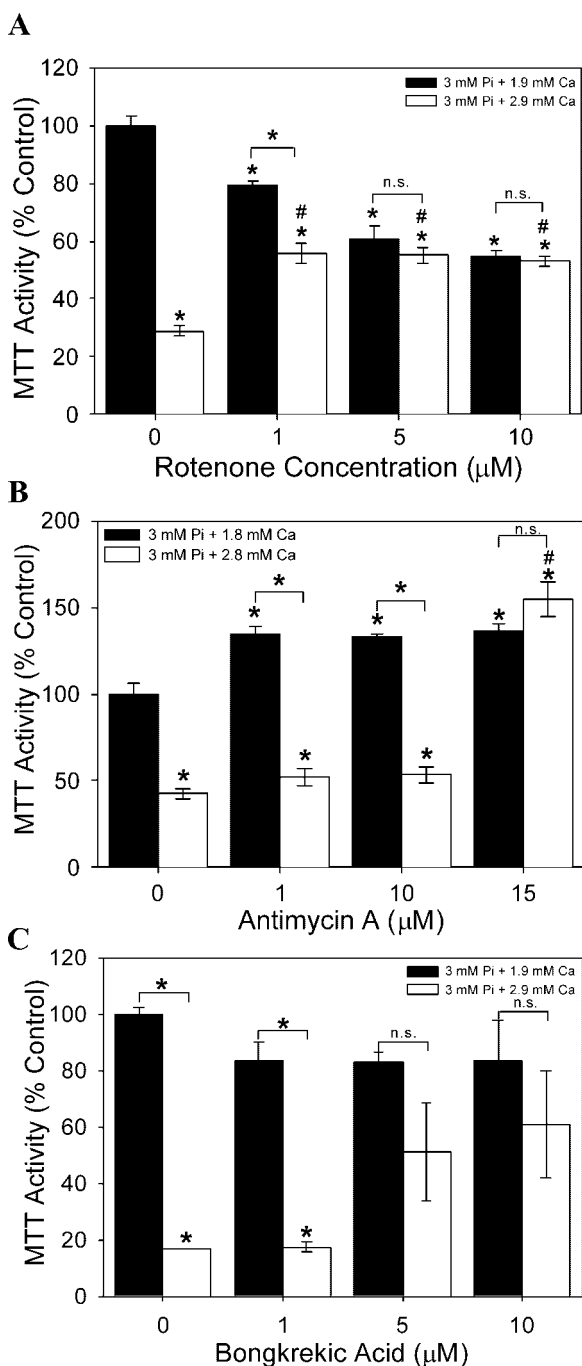 A
120
100
80
60
40
20
0
MTT Activity (% Control)
3 mM Pi + 1.9 mM Ca
3 mM Pi + 2.9 mM Ca
*
* * # *
n.s.
* # *
n.s.
* # *
0 1 5 10
Rotenone Concentration (µM)
B
200
150
100
50
0
MTT Activity (% Control)
3 mM Pi + 1.8 mM Ca
3 mM Pi + 2.8 mM Ca
*
* * *
* * *
n.s.
* # *
0 1 10 15
Antimycin A (µM)
C
120
100
80
60
40
20
0
MTT Activity (% Control)
3 mM Pi + 1.9 mM Ca
3 mM Pi + 2.9 mM Ca
* *
* *
n.s.
n.s.
0 1 5 10
Bongkrekic Acid (µM)